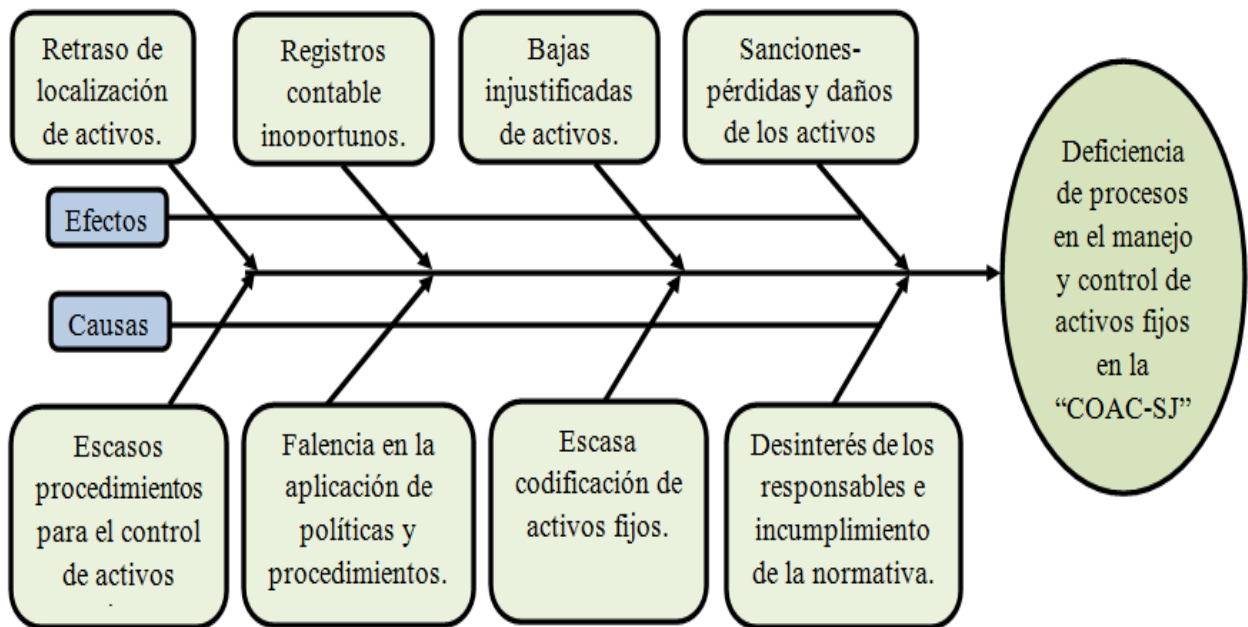 Retraso de
localización
de activos.
Registros
contable
inoportunos.
Bajas
injustificadas
de activos.
Sanciones-
pérdidas y daños
de los activos
Efectos
Causas
Escasos
procedimientos
para el control
de activos
Falencia en la
aplicación de
políticas y
procedimientos.
Escasa
codificación de
activos fijos.
Desinterés de los
responsables e
incumplimiento
de la normativa.
Deficiencia
de procesos
en el manejo
y control de
activos fijos
en la
“COAC-SJ”